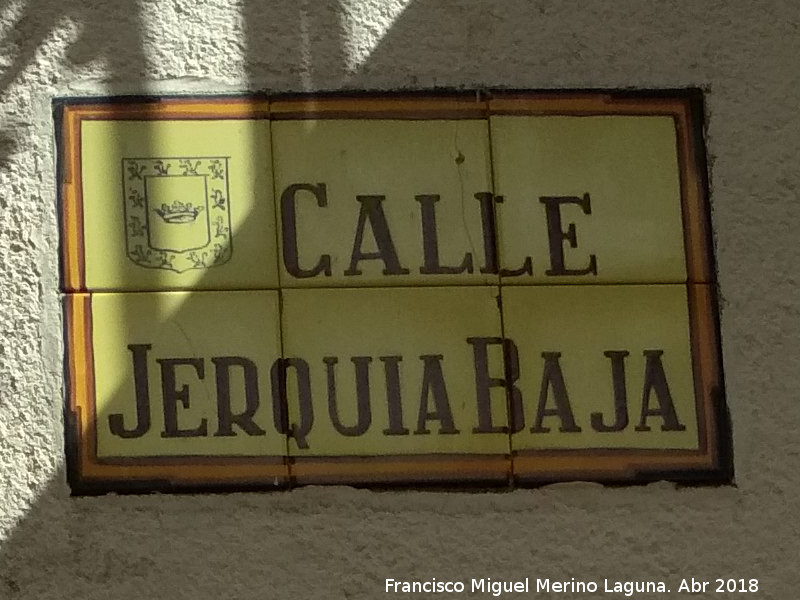 CALLE
JERQUIA BAJA
Francisco Miguel Merino Laguna. Abr 2018